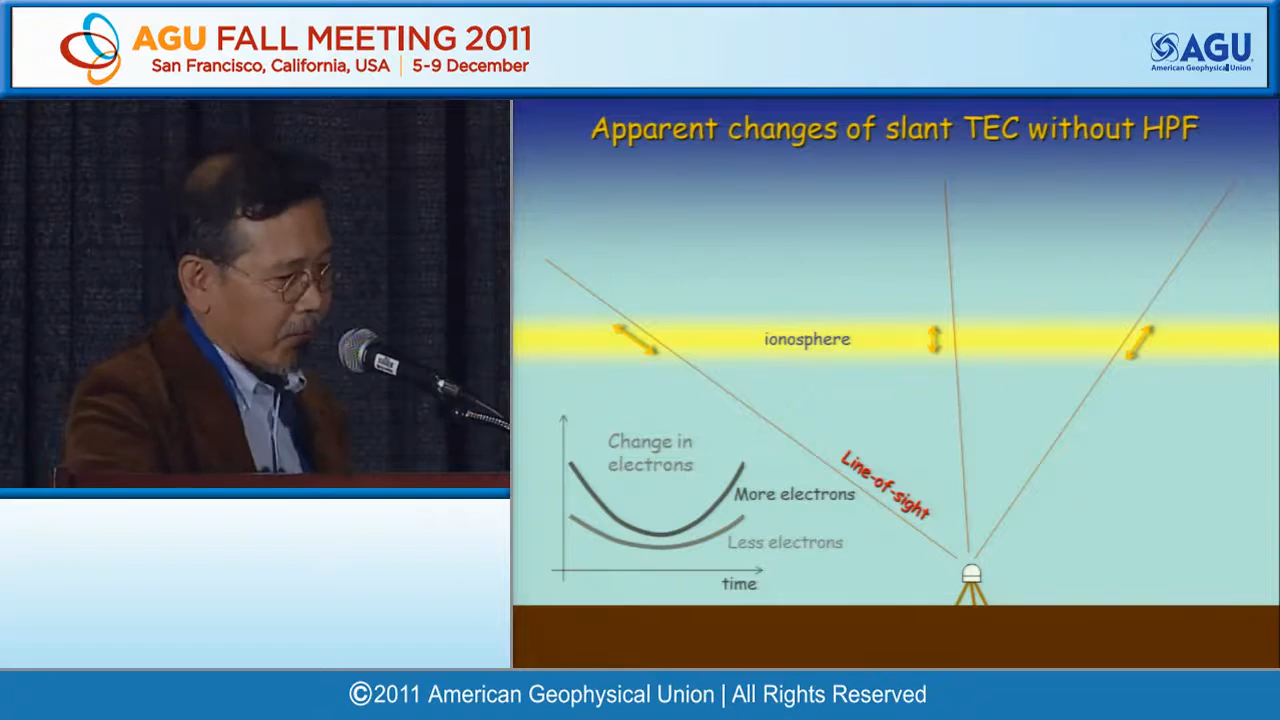 AGU FALL MEETING 2011
San Francisco, California, USA | 5-9 December
AGU
American Geophysical Union
Apparent changes of slant TEC without HPF
ionosphere
Change in
electrons
More electrons
Less electrons
time
Line-of-sight
©2011 American Geophysical Union | All Rights Reserved